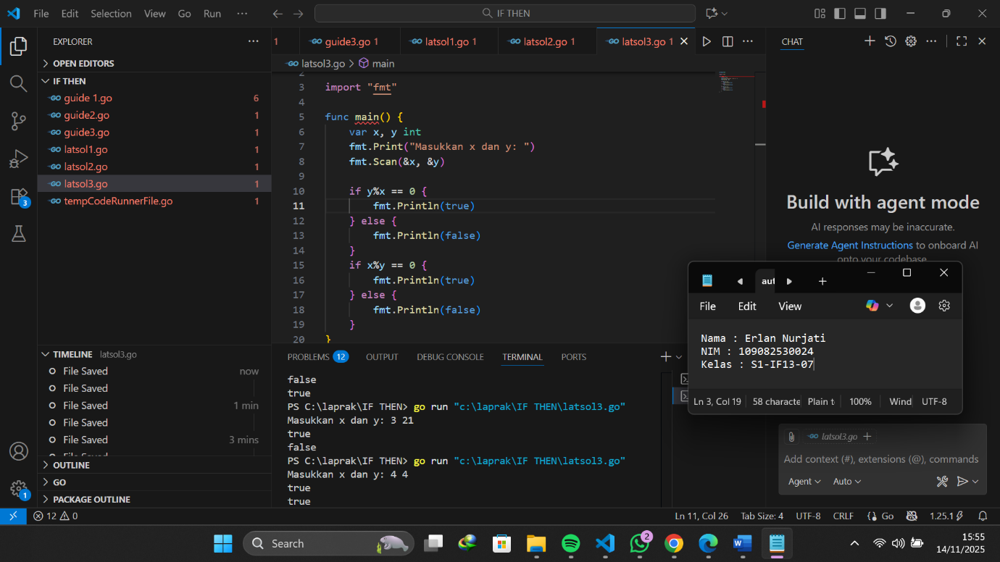 File Edit Selection View Go Run ··· IF THEN
EXPLORER ···
OPEN EDITORS
IF THEN
guide 1.go 6
guide2.go 1
guide3.go 1
latsol1.go 1
latsol2.go 1
latsol3.go 1
tempCodeRunnerFile.go 1
TIMELINE latsol3.go
File Saved now
File Saved
File Saved 1 min
File Saved
File Saved 3 mins
OUTLINE
GO
PACKAGE OUTLINE
3
1
1 guide3.go 1 latsol1.go 1 latsol2.go 1 latsol3.go 1
latsol3.go > main
2
3 import "fmt"
4
5 func main() {
6 var x, y int
7 fmt.Print("Masukkan x dan y: ")
8 fmt.Scan(&x, &y)
9
10 if y%x == 0 {
11 fmt.Println(true)
12 } else {
13 fmt.Println(false)
14 }
15 if x%y == 0 {
16 fmt.Println(true)
17 } else {
18 fmt.Println(false)
19 }
20 }
PROBLEMS 12 OUTPUT DEBUG CONSOLE TERMINAL PORTS
false
true
PS C:\laprak\IF THEN> go run "c:\laprak\IF THEN\latsol3.go"
Masukkan x dan y: 3 21
true
false
PS C:\laprak\IF THEN> go run "c:\laprak\IF THEN\latsol3.go"
Masukkan x dan y: 4 4
true
true
CHAT
Build with agent mode
AI responses may be inaccurate.
Generate Agent Instructions to onboard AI
onto your codebase.
aut
File Edit View
Nama : Erlan Nurjati
NIM : 109082530024
Kelas : S1-IF13-07
Ln 3, Col 19 58 characte Plain t 100% Wind UTF-8
latsol3.go
Add context (#), extensions (@), commands
Agent Auto
12 0 Ln 11, Col 26 Tab Size: 4 UTF-8 CRLF Go 1.25.1
Search 2 15:55
14/11/2025